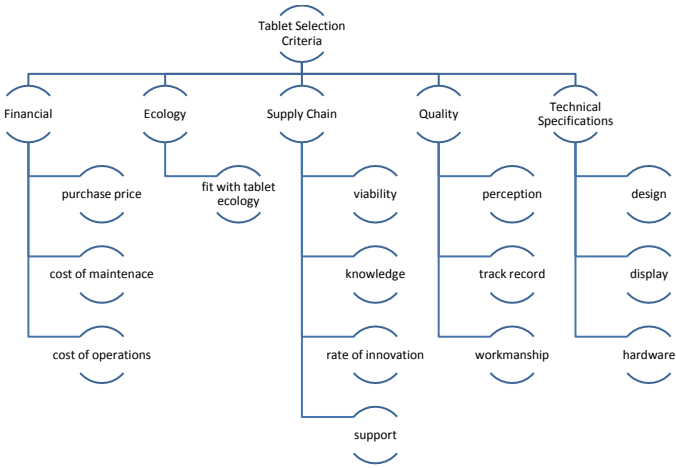 Tablet Selection
Criteria
Financial
Ecology
Supply Chain
Quality
Technical
Specifications
purchase price
fit with tablet
ecology
viability
perception
design
cost of maintenace
knowledge
track record
display
cost of operations
rate of innovation
workmanship
hardware
support